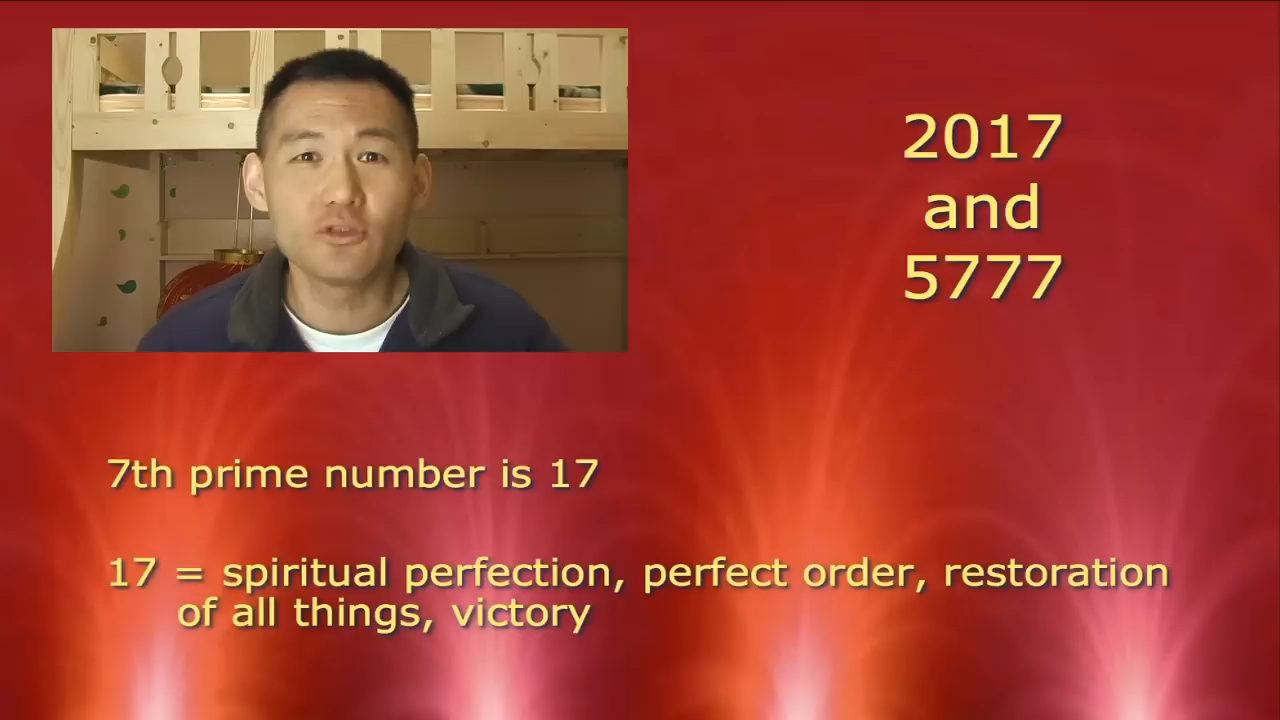 2017
and
5777
7th prime number is 17
17 = spiritual perfection, perfect order, restoration
of all things, victory